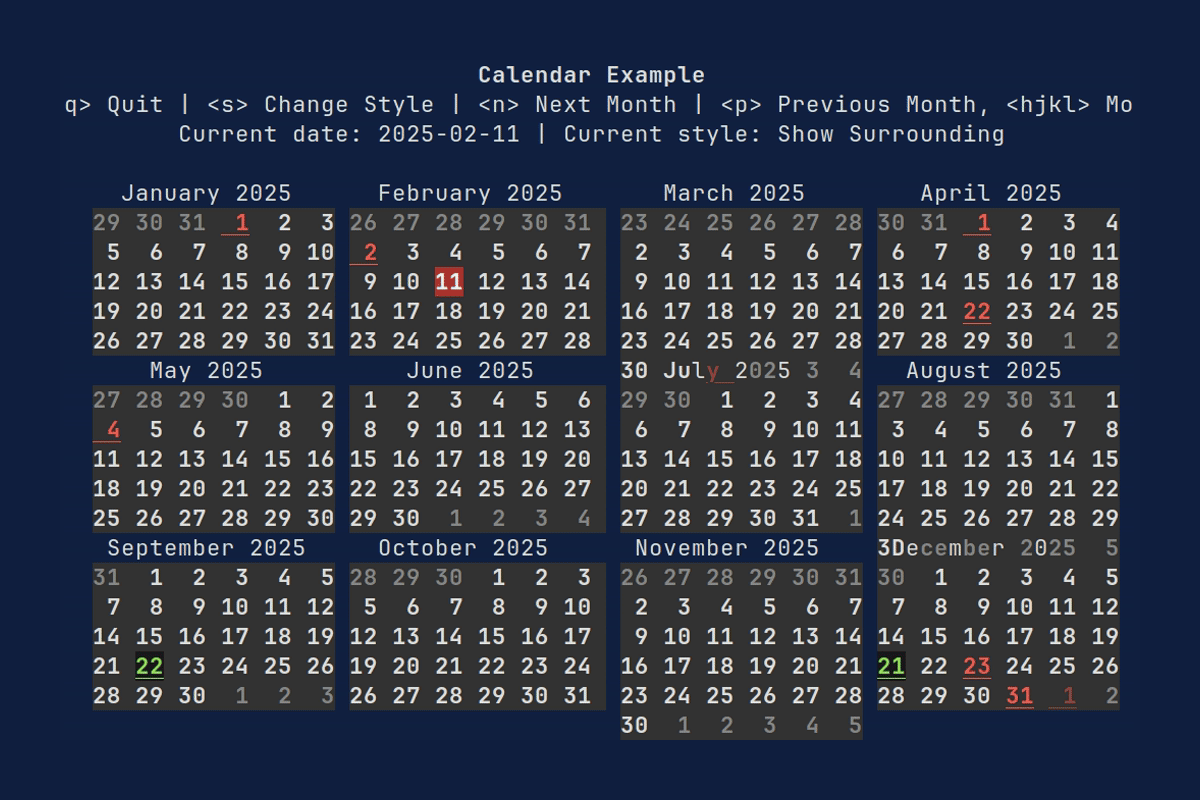 Calendar Example
q> Quit | <s> Change Style | <n> Next Month | <p> Previous Month, <hjkl> Mo
Current date: 2025-02-11 | Current style: Show Surrounding
January 2025 February 2025 March 2025 April 2025
29 30 31 1 2 3 26 27 28 29 30 31 23 24 25 26 27 28 30 31 1 2 3 4
5 6 7 8 9 10 2 3 4 5 6 7 2 3 4 5 6 7 6 7 8 9 10 11
12 13 14 15 16 17 9 10 11 12 13 14 9 10 11 12 13 14 13 14 15 16 17 18
19 20 21 22 23 24 16 17 18 19 20 21 16 17 18 19 20 21 20 21 22 23 24 25
26 27 28 29 30 31 23 24 25 26 27 28 23 24 25 26 27 28 27 28 29 30 1 2
May 2025 June 2025 30 July 2025 3 4 August 2025
27 28 29 30 1 2 1 2 3 4 5 6 29 30 1 2 3 4 27 28 29 30 31 1
4 5 6 7 8 9 8 9 10 11 12 13 6 7 8 9 10 11 3 4 5 6 7 8
11 12 13 14 15 16 15 16 17 18 19 20 13 14 15 16 17 18 10 11 12 13 14 15
18 19 20 21 22 23 22 23 24 25 26 27 20 21 22 23 24 25 17 18 19 20 21 22
25 26 27 28 29 30 29 30 1 2 3 4 27 28 29 30 31 1 24 25 26 27 28 29
September 2025 October 2025 November 2025 3December 2025 5
31 1 2 3 4 5 28 29 30 1 2 3 26 27 28 29 30 31 30 1 2 3 4 5
7 8 9 10 11 12 5 6 7 8 9 10 2 3 4 5 6 7 7 8 9 10 11 12
14 15 16 17 18 19 12 13 14 15 16 17 9 10 11 12 13 14 14 15 16 17 18 19
21 22 23 24 25 26 19 20 21 22 23 24 16 17 18 19 20 21 21 22 23 24 25 26
28 29 30 1 2 3 26 27 28 29 30 31 23 24 25 26 27 28 28 29 30 31 1 2
30 1 2 3 4 5